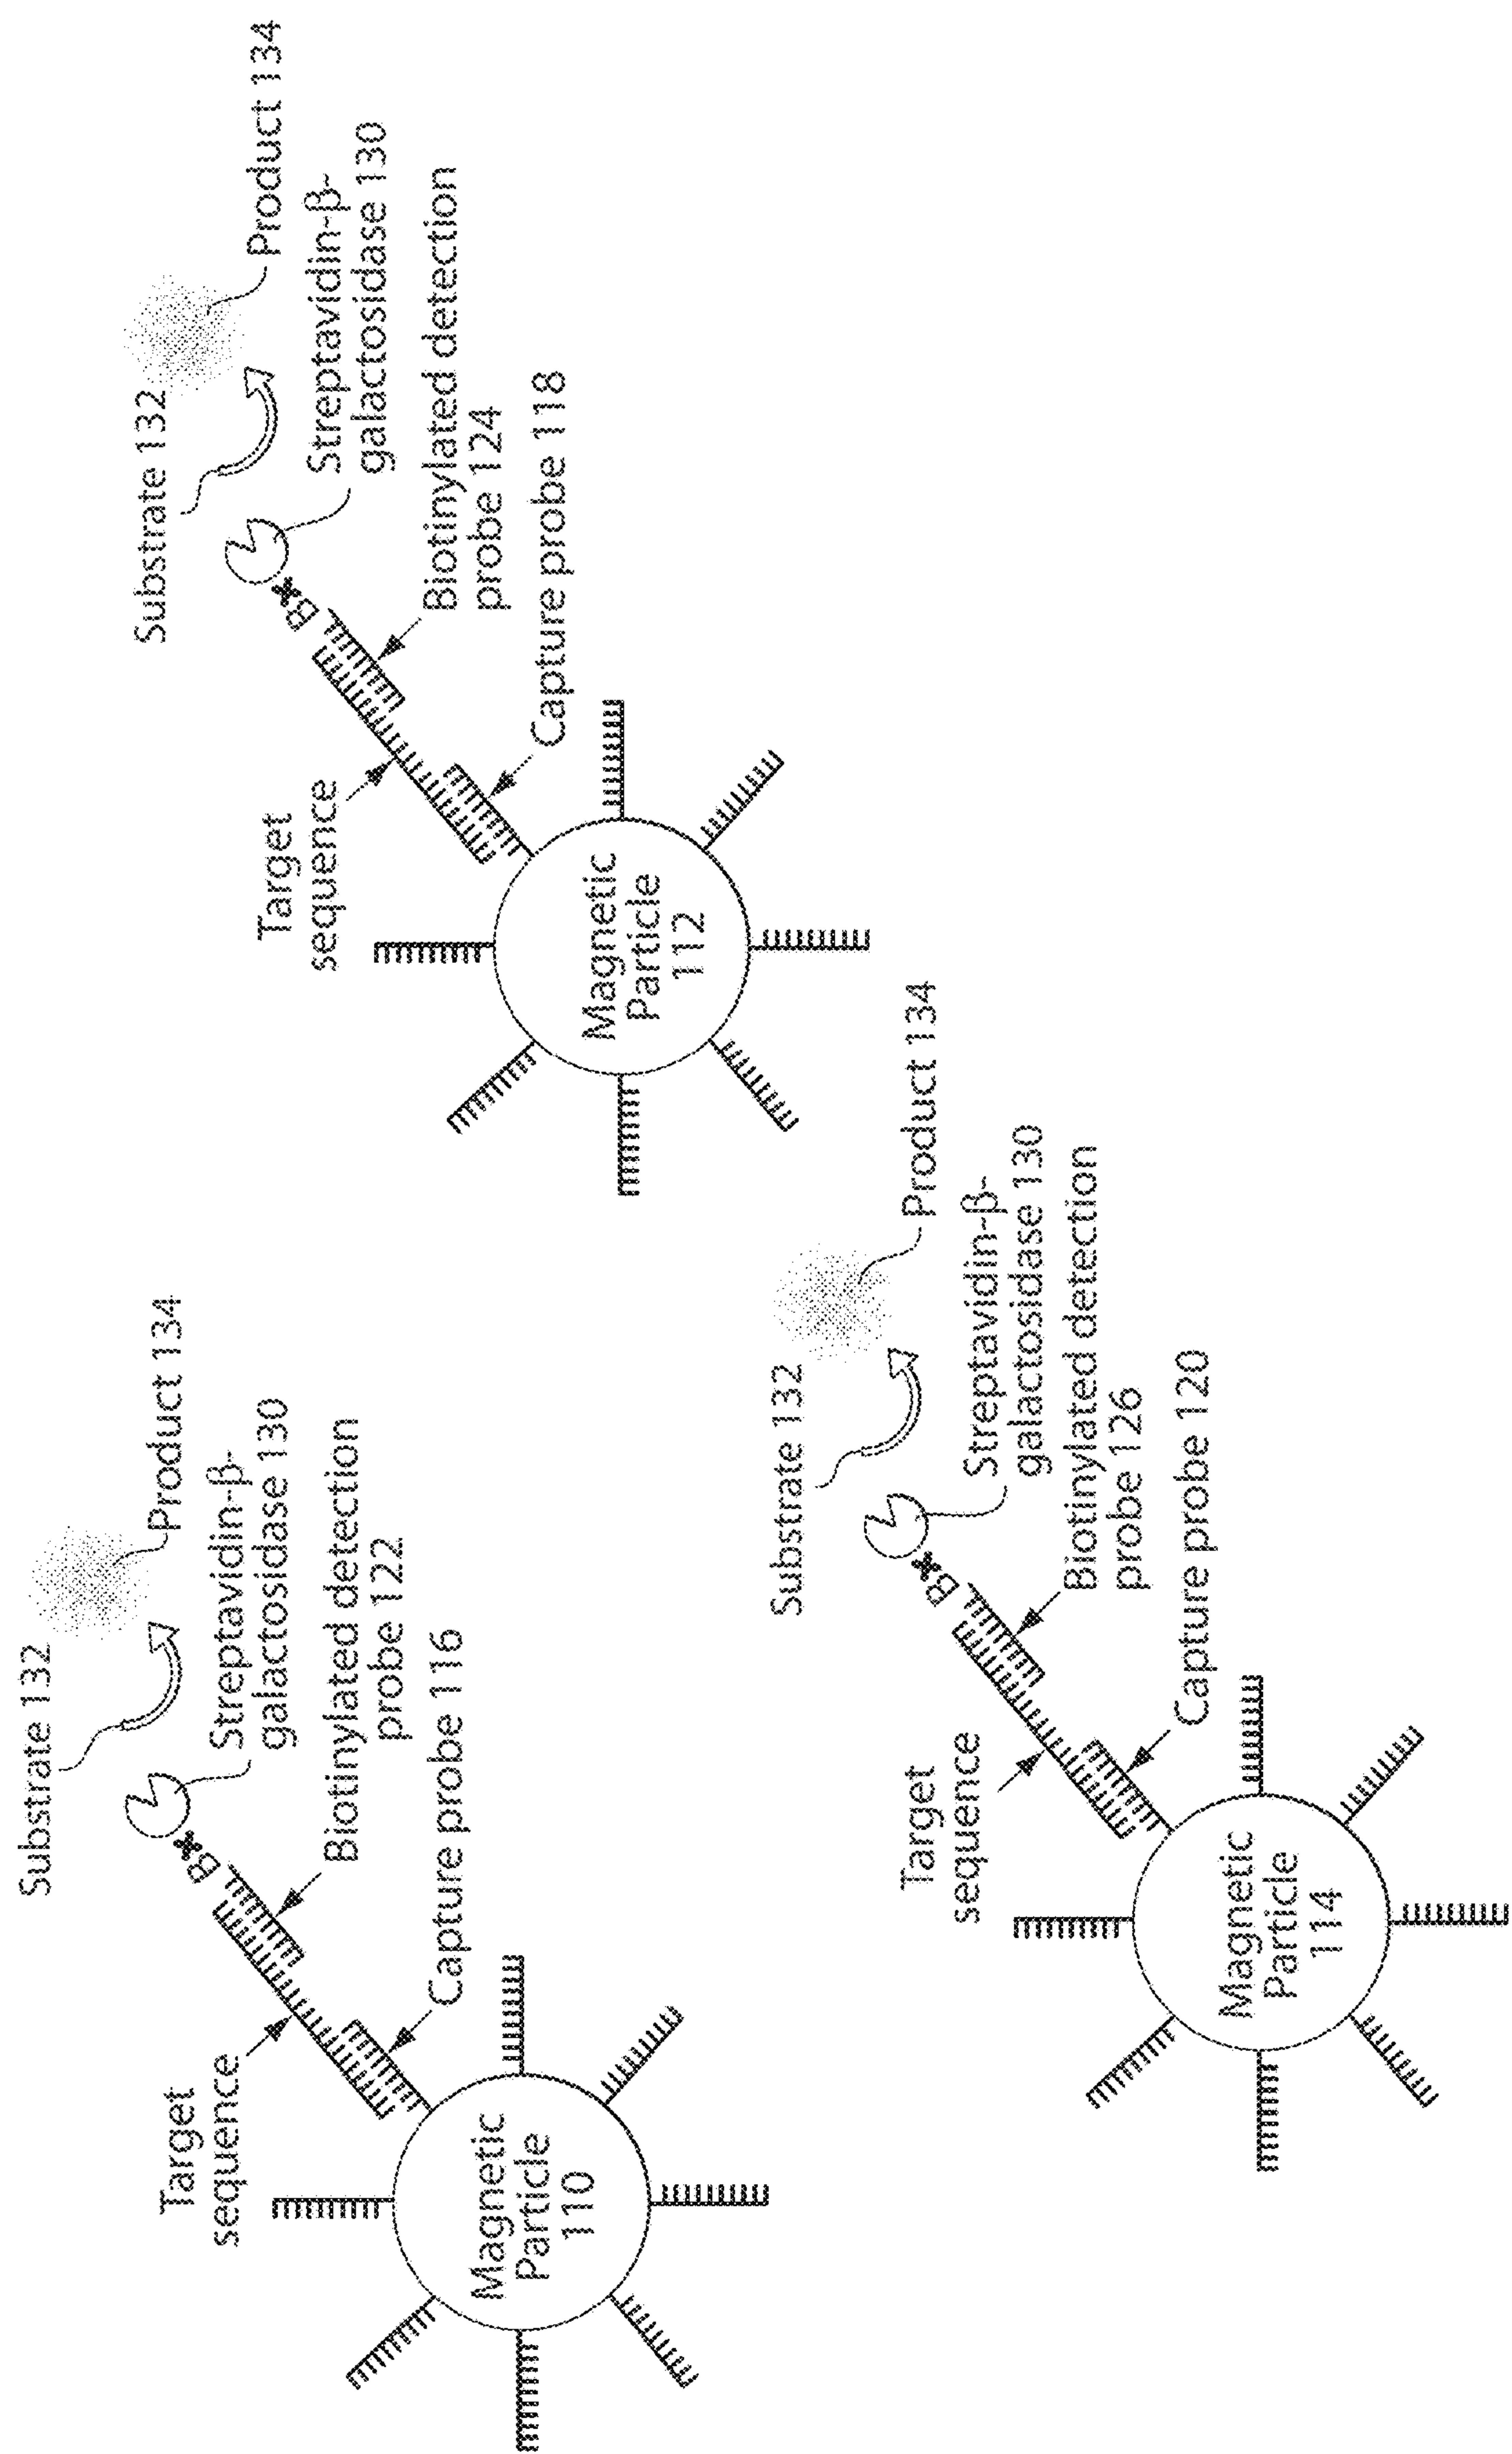 Substrate 132
Product 134
Streptavidin-β-
galactosidase 130
Biotinylated detection
probe 122
Capture probe 116
Target
sequence
B
Magnetic
Particle
110
Substrate 132
Product 134
Streptavidin-β-
galactosidase 130
Biotinylated detection
probe 124
Capture probe 118
Target
sequence
B
Magnetic
Particle
112
Substrate 132
Product 134
Streptavidin-β-
galactosidase 130
Biotinylated detection
probe 126
Capture probe 120
Target
sequence
B
Magnetic
Particle
114